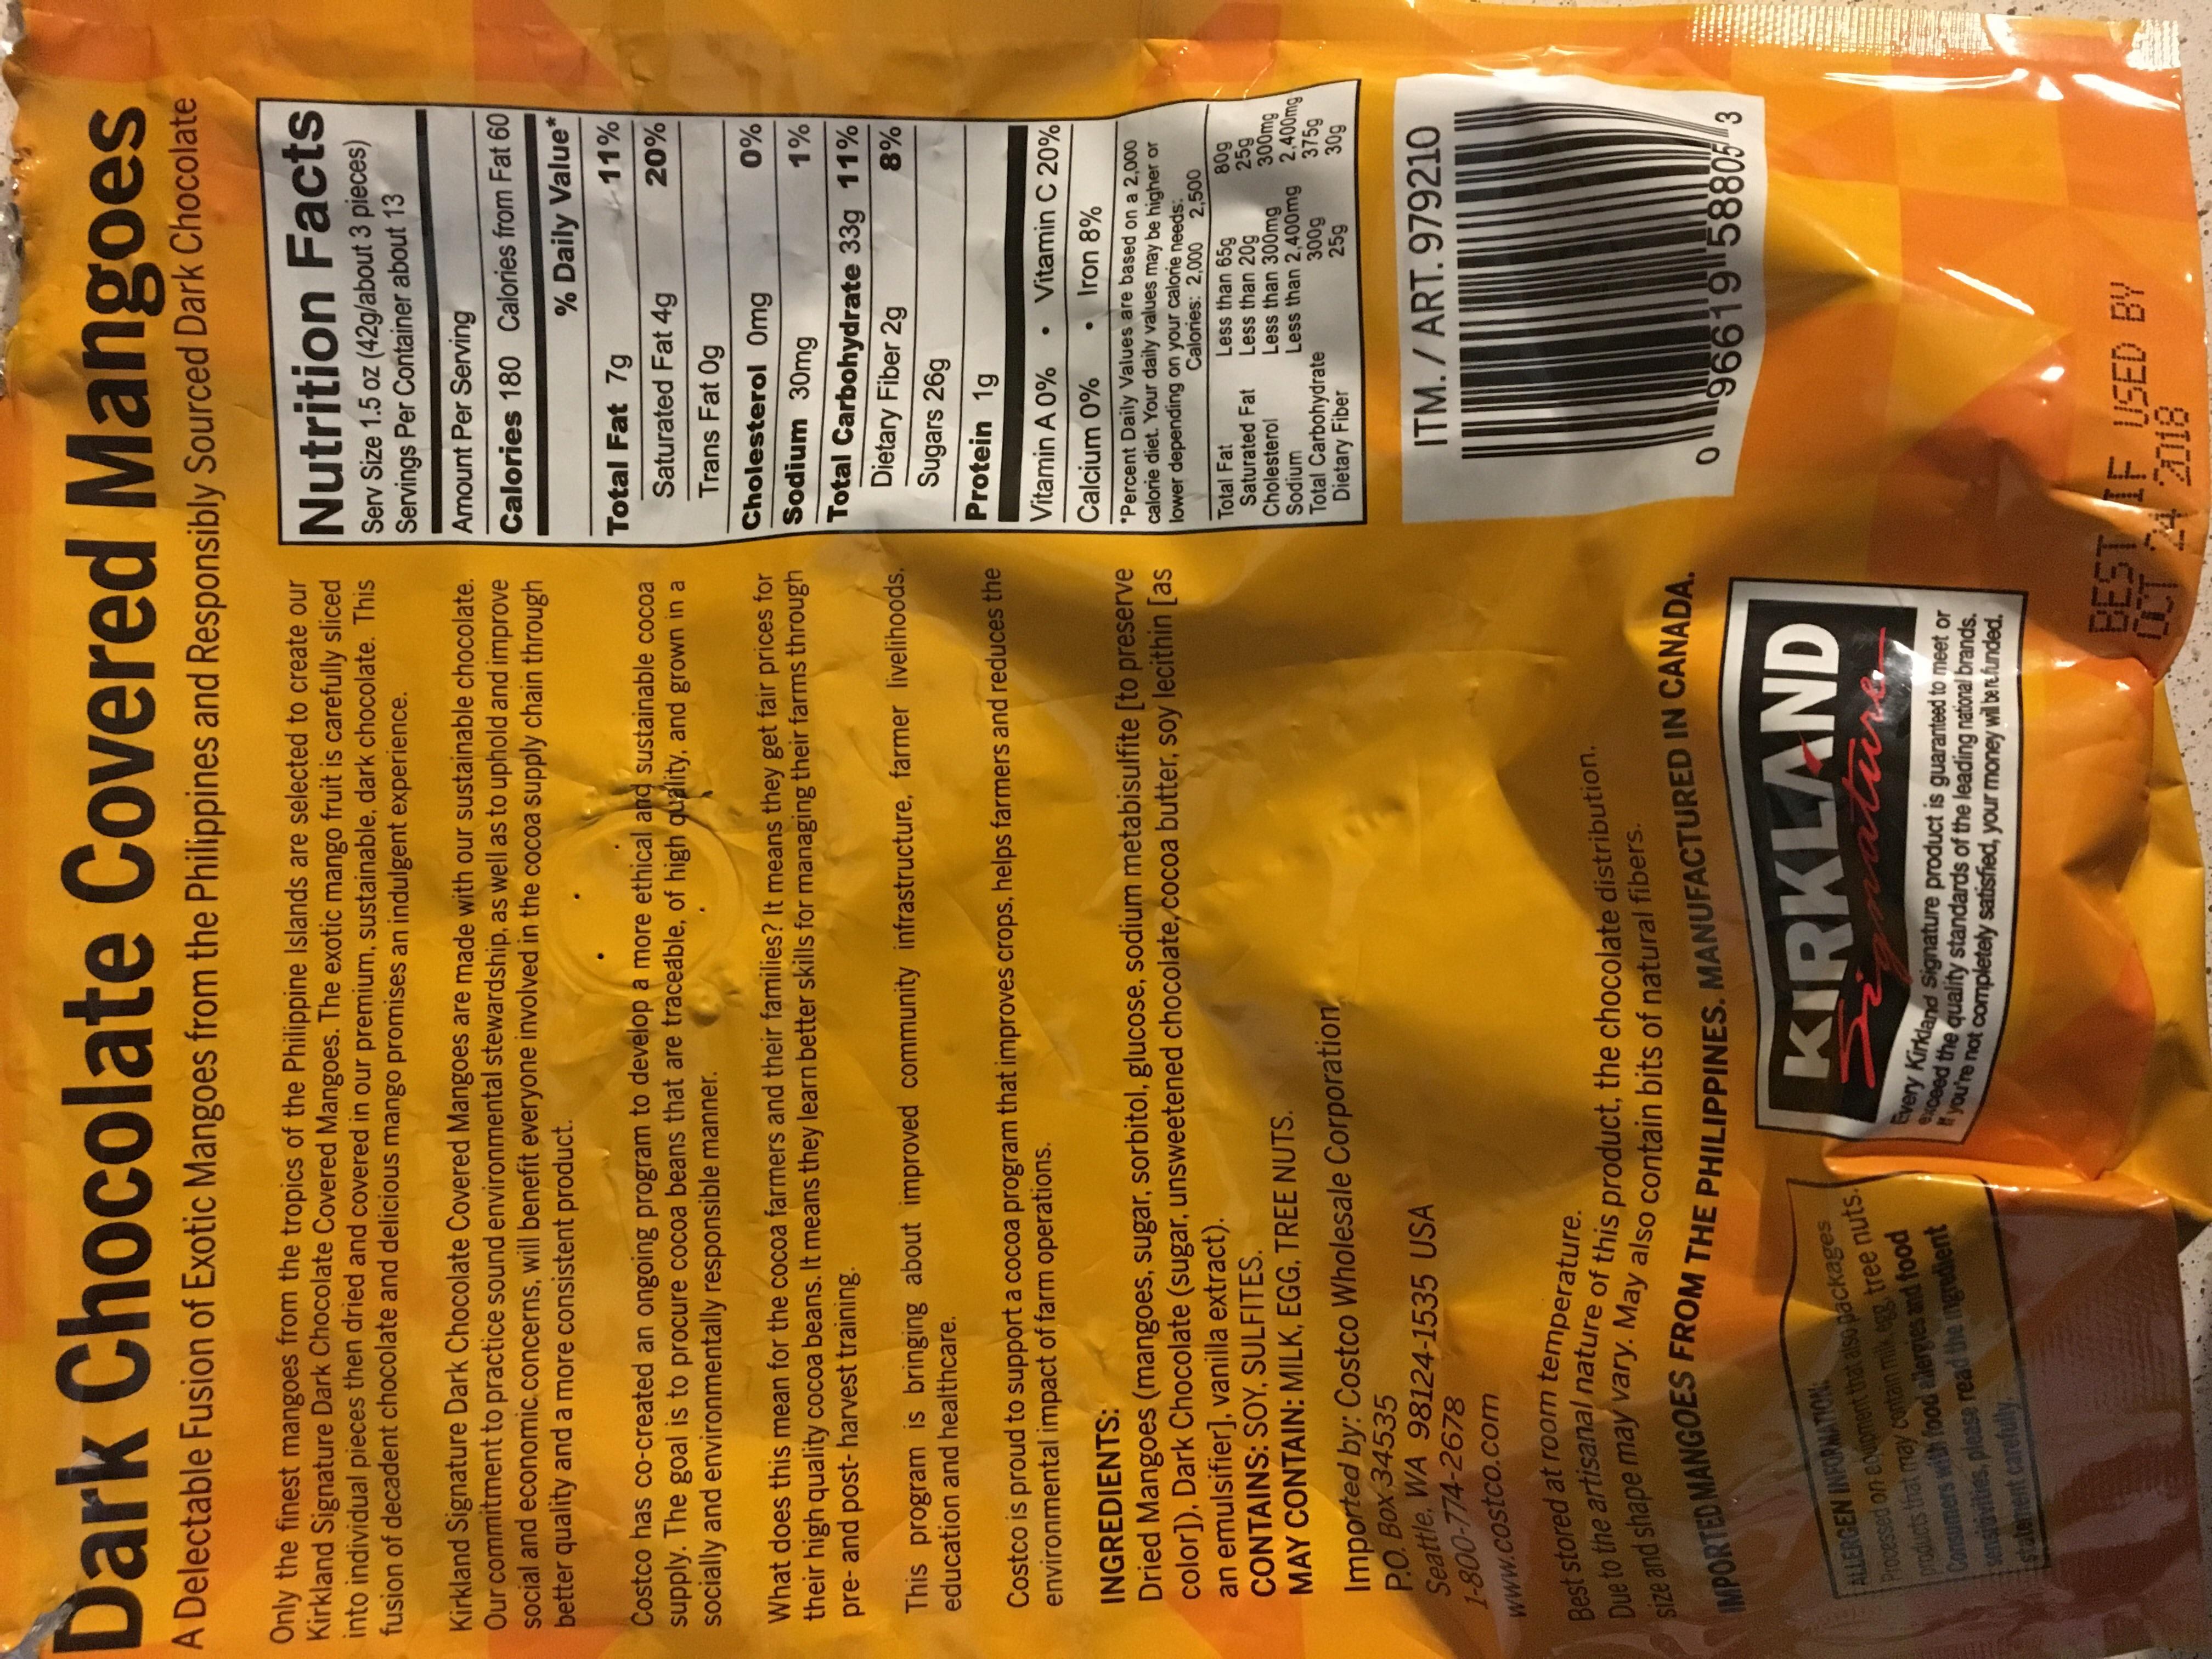 Dark Chocolate Covered Mangoes
A Delectable Fusion of Exotic Mangoes from the Philippines and Responsibly Sourced Dark Chocolate
Only the finest mangoes from the tropics of the Philippine Islands are selected to create our
Kirkland Signature Dark Chocolate Covered Mangoes. The exotic mango fruit is carefully sliced
into individual pieces then dried and covered in our premium, sustainable, dark chocolate. This
fusion of decadent chocolate and delicious mango promises an indulgent experience.
Kirkland Signature Dark Chocolate Covered Mangoes are made with our sustainable chocolate.
Our commitment to practice sound environmental stewardship, as well as to uphold and improve
social and economic concerns, will benefit everyone involved in the cocoa supply chain through
better quality and a more consistent product.
Costco has co-created an ongoing program to develop a more ethical and sustainable cocoa
supply. The goal is to procure cocoa beans that are traceable, of high quality, and grown in a
socially and environmentally responsible manner.
What does this mean for the cocoa farmers and their families? It means they get fair prices for
their high quality cocoa beans. It means they learn better skills for managing their farms through
pre- and post- harvest training.
This program is bringing about improved community infrastructure, farmer livelihoods,
education and healthcare.
Costco is proud to support a cocoa program that improves crops, helps farmers and reduces the
environmental impact of farm operations.
INGREDIENTS:
Dried Mangoes (mangoes, sugar, sorbitol, glucose, sodium metabisulfite [to preserve
color]), Dark Chocolate (sugar, unsweetened chocolate, cocoa butter, soy lecithin [as
an emulsifier], vanilla extract).
CONTAINS: SOY, SULFITES.
MAY CONTAIN: MILK, EGG, TREE NUTS.
Imported by: Costco Wholesale Corporation
P.O. Box 34535
Seattle, WA 98124-1535 USA
1-800-774-2678
www.costco.com
Best stored at room temperature.
Due to the artisanal nature of this product, the chocolate distribution,
size and shape may vary. May also contain bits of natural fibers.
IMPORTED MANGOES FROM THE PHILIPPINES. MANUFACTURED IN CANADA.
ALLERGEN INFORMATION:
Processed on equipment that also packages
products that may contain milk, egg, tree nuts.
Consumers with food allergies and food
sensitivities, please read the ingredient
statement carefully.
KIRKLAND
Signature
Every Kirkland Signature product is guaranteed to meet or
exceed the quality standards of the leading national brands.
If you're not completely satisfied, your money will be refunded.
Nutrition Facts
Serv Size 1.5 oz (42g/about 3 pieces)
Servings Per Container about 13
Amount Per Serving
Calories 180 Calories from Fat 60
% Daily Value*
Total Fat 7g 11%
Saturated Fat 4g 20%
Trans Fat 0g
Cholesterol 0mg 0%
Sodium 30mg 1%
Total Carbohydrate 33g 11%
Dietary Fiber 2g 8%
Sugars 26g
Protein 1g
Vitamin A 0% • Vitamin C 20%
Calcium 0% • Iron 8%
*Percent Daily Values are based on a 2,000
calorie diet. Your daily values may be higher or
lower depending on your calorie needs:
Calories: 2,000 2,500
Total Fat Less than 65g 80g
Saturated Fat Less than 20g 25g
Cholesterol Less than 300mg 300mg
Sodium Less than 2,400mg 2,400mg
Total Carbohydrate 300g 375g
Dietary Fiber 25g 30g
ITM. / ART. 979210
0 96619 58805 3
BEST IF USED BY
OCT 24 2018